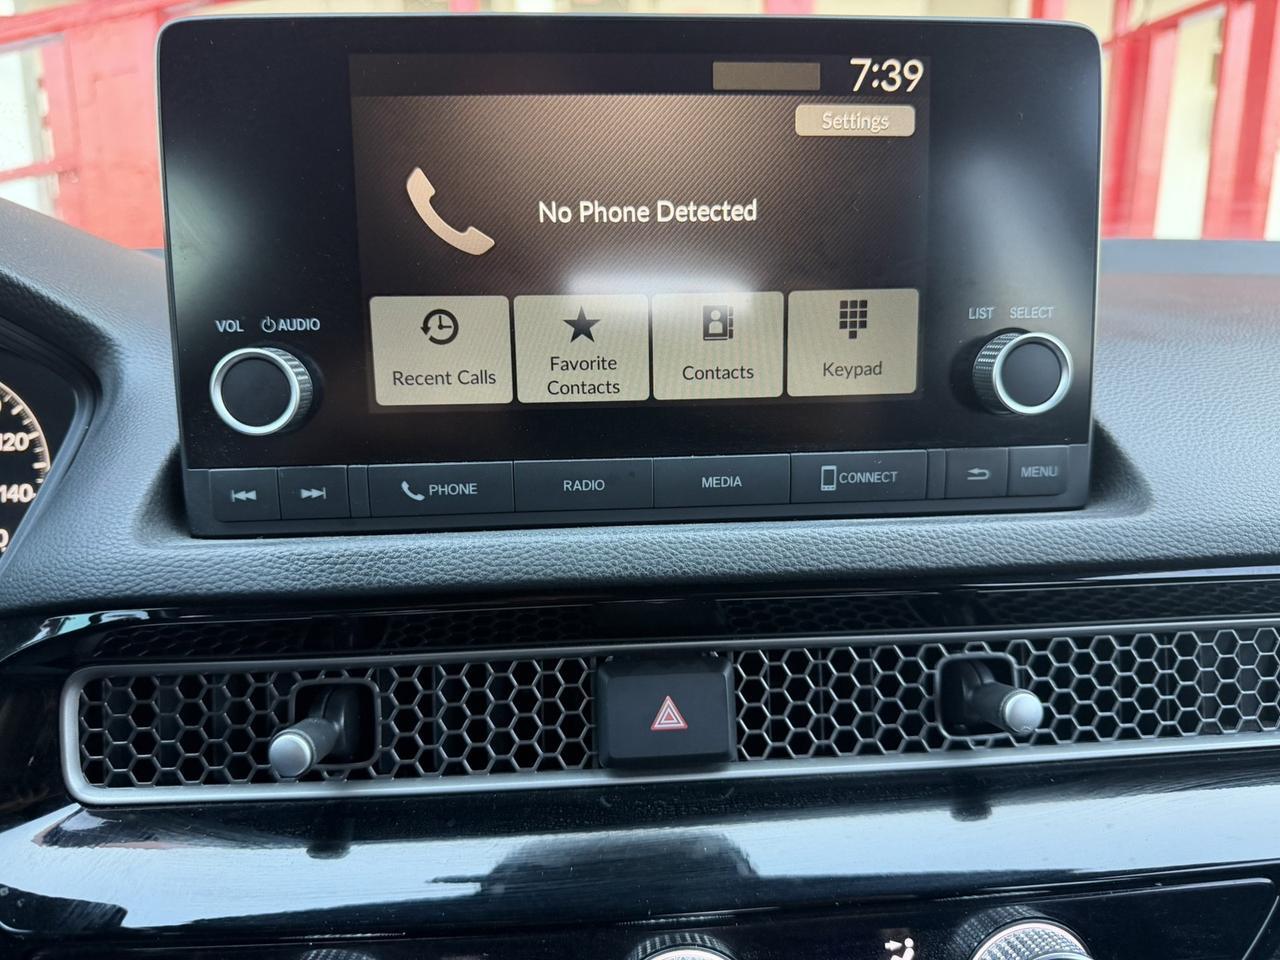 7:39
Settings
No Phone Detected
VOL AUDIO
LIST SELECT
Recent Calls
Favorite
Contacts
Contacts
Keypad
PHONE
RADIO
MEDIA
CONNECT
MENU
120
140